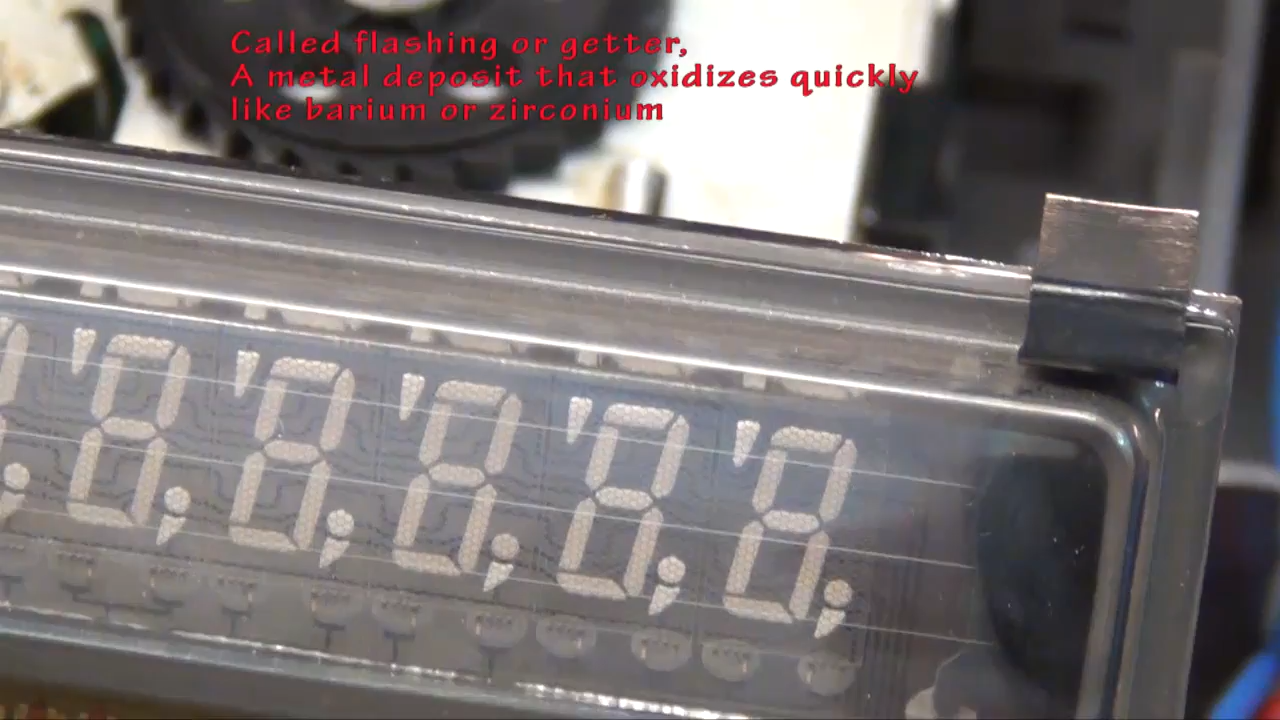 Called flashing or getter,
A metal deposit that oxidizes quickly
like barium or zirconium